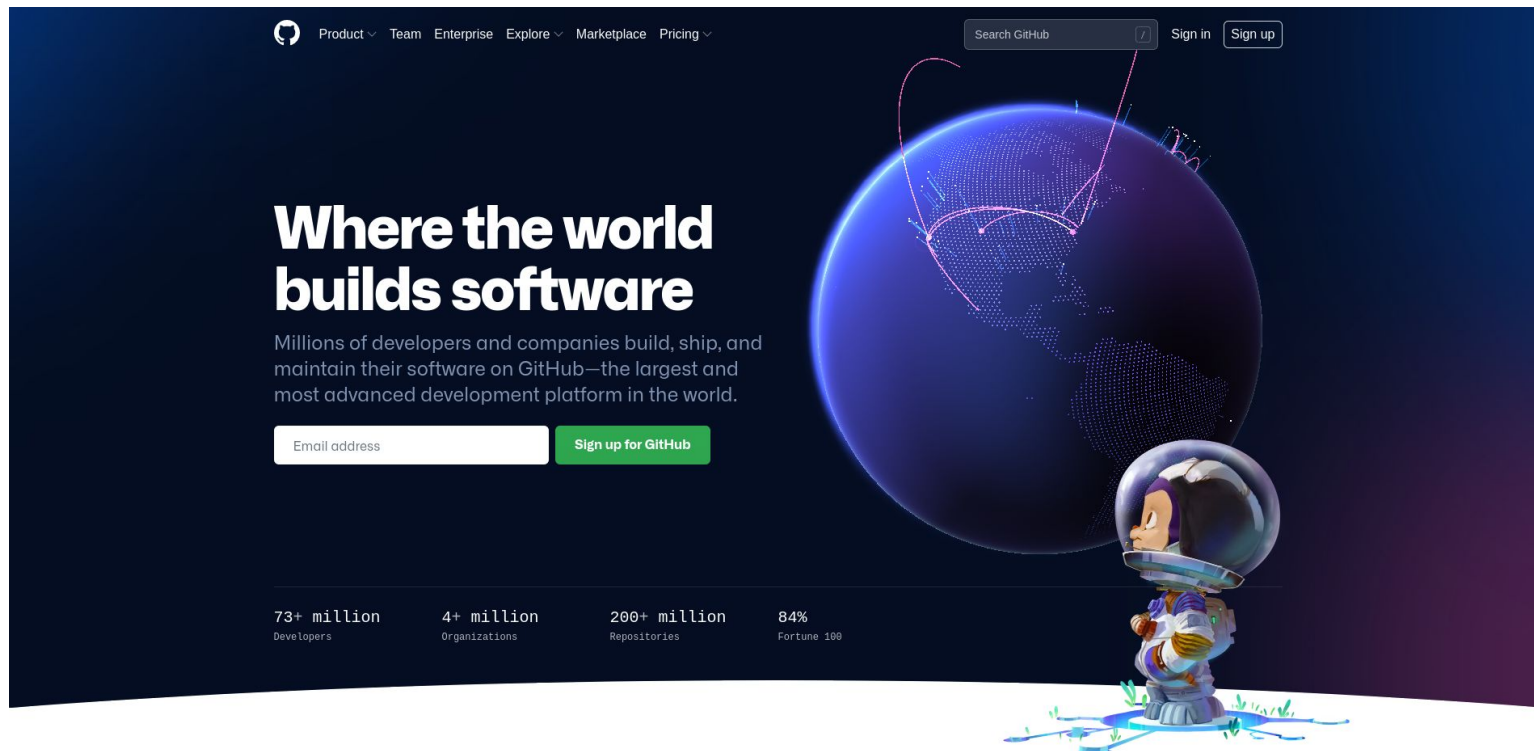 Product Team Enterprise Explore Marketplace Pricing Search GitHub / Sign in Sign up
Where the world
builds software
Millions of developers and companies build, ship, and
maintain their software on GitHub—the largest and
most advanced development platform in the world.
Email address Sign up for GitHub
73+ million 4+ million 200+ million 84%
Developers Organizations Repositories Fortune 100